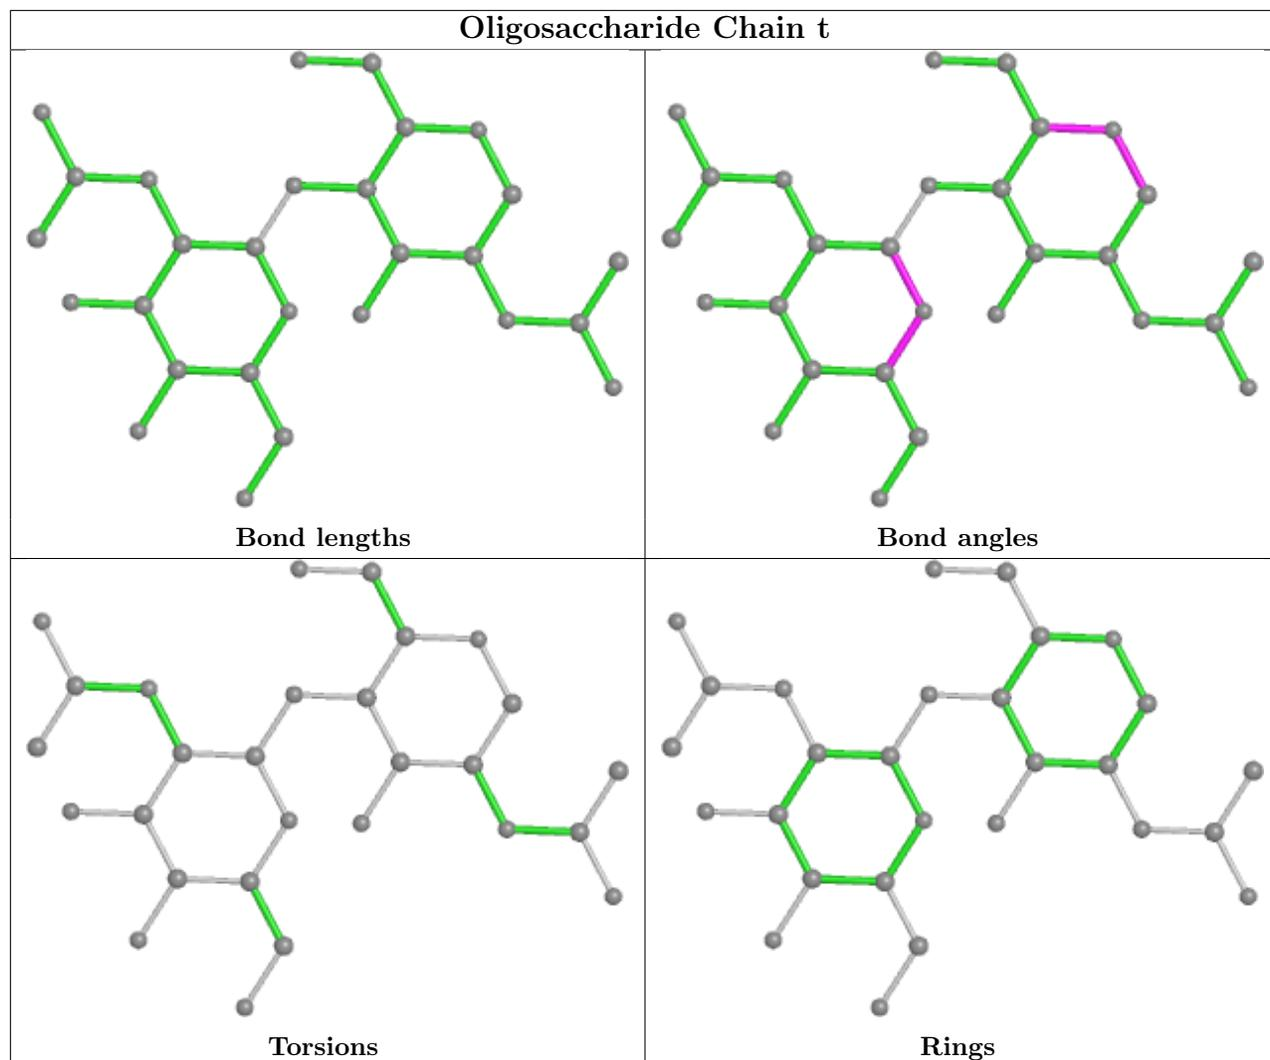 Oligosaccharide Chain t
Bond lengths
Bond angles
Torsions
Rings